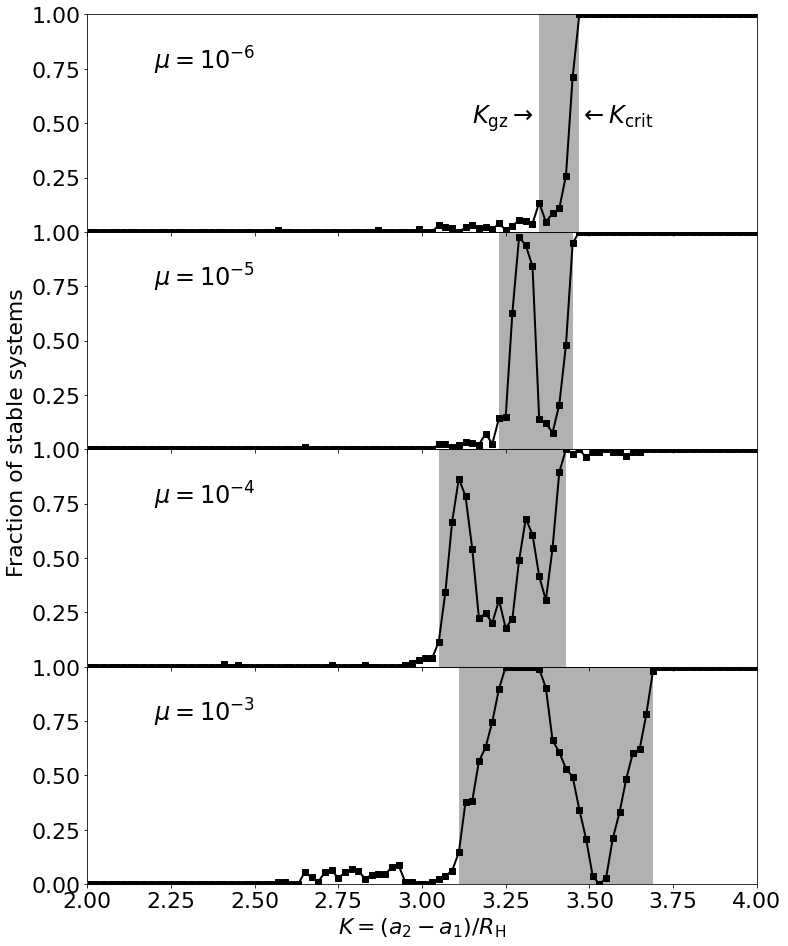 1.00
μ = 10⁻⁶
0.75
K_gz → ← K_crit
0.50
0.25
1.00
μ = 10⁻⁵
0.75
0.50
0.25
1.00
μ = 10⁻⁴
0.75
0.50
0.25
1.00
μ = 10⁻³
0.75
0.50
0.25
0.00
Fraction of stable systems
2.00 2.25 2.50 2.75 3.00 3.25 3.50 3.75 4.00
K = (a₂ − a₁)/R_H